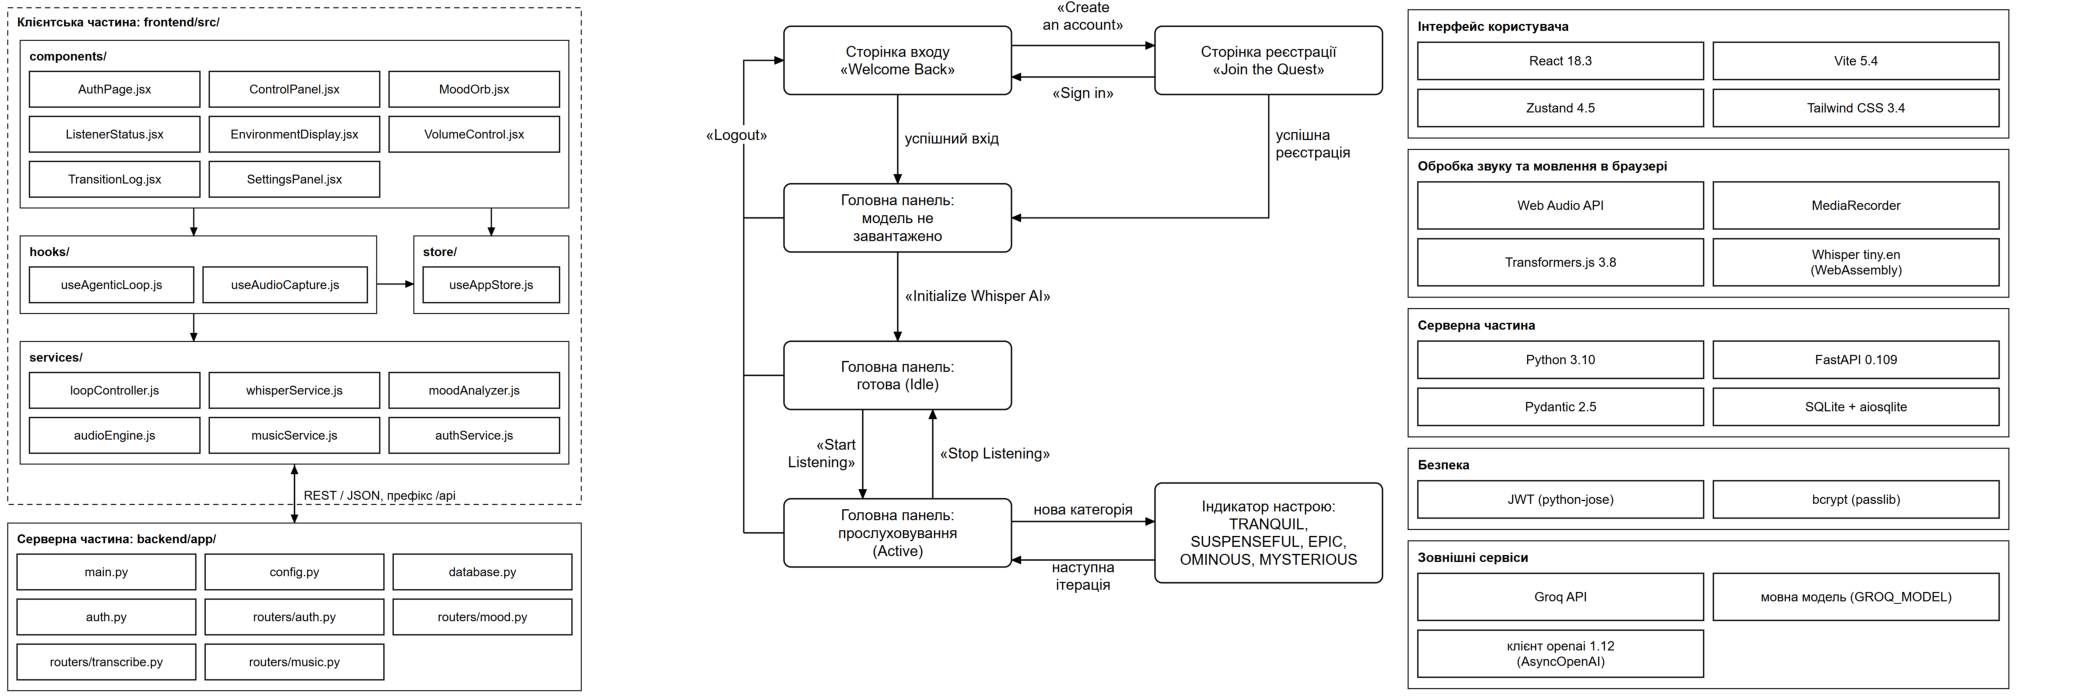 Клієнтська частина: frontend/src/
components/
AuthPage.jsx
ControlPanel.jsx
MoodOrb.jsx
ListenerStatus.jsx
EnvironmentDisplay.jsx
VolumeControl.jsx
TransitionLog.jsx
SettingsPanel.jsx
hooks/
useAgenticLoop.js
useAudioCapture.js
store/
useAppStore.js
services/
loopController.js
whisperService.js
moodAnalyzer.js
audioEngine.js
musicService.js
authService.js
REST / JSON, префікс /api
Серверна частина: backend/app/
main.py
config.py
database.py
auth.py
routers/auth.py
routers/mood.py
routers/transcribe.py
routers/music.py
Сторінка входу
«Welcome Back»
«Create
an account»
Сторінка реєстрації
«Join the Quest»
«Sign in»
«Logout»
успішний вхід
успішна
реєстрація
Головна панель:
модель не
завантажено
«Initialize Whisper AI»
Головна панель:
готова (Idle)
«Start
Listening»
«Stop Listening»
Головна панель:
прослуховування
(Active)
нова категорія
наступна
ітерація
Індикатор настрою:
TRANQUIL,
SUSPENSEFUL, EPIC,
OMINOUS, MYSTERIOUS
Інтерфейс користувача
React 18.3
Vite 5.4
Zustand 4.5
Tailwind CSS 3.4
Обробка звуку та мовлення в браузері
Web Audio API
MediaRecorder
Transformers.js 3.8
Whisper tiny.en
(WebAssembly)
Серверна частина
Python 3.10
FastAPI 0.109
Pydantic 2.5
SQLite + aiosqlite
Безпека
JWT (python-jose)
bcrypt (passlib)
Зовнішні сервіси
Groq API
мовна модель (GROQ_MODEL)
клієнт openai 1.12
(AsyncOpenAI)